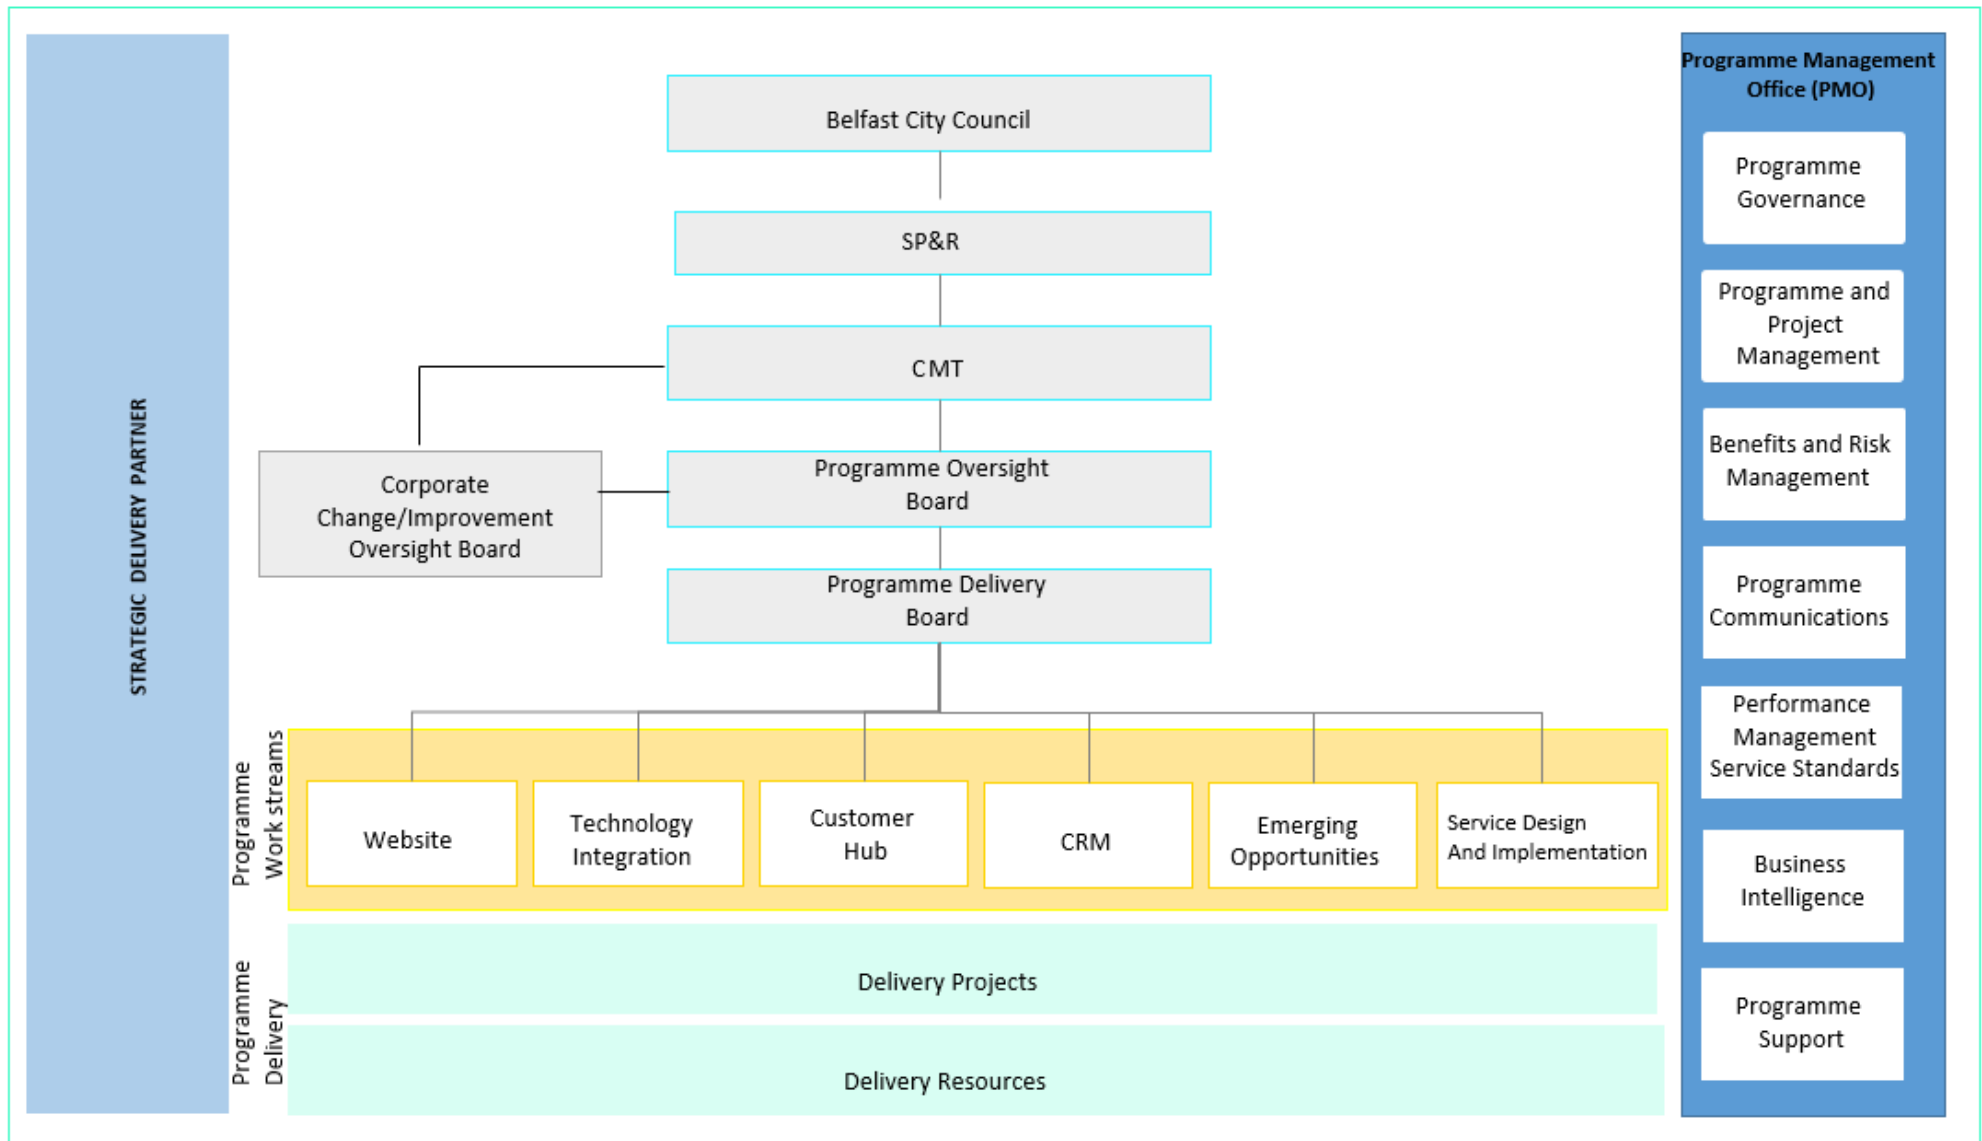 STRATEGIC DELIVERY PARTNER
Belfast City Council
SP&R
CMT
Corporate
Change/Improvement
Oversight Board
Programme Oversight
Board
Programme Delivery
Board
Programme
Work streams
Website
Technology
Integration
Customer
Hub
CRM
Emerging
Opportunities
Service Design
And Implementation
Programme
Delivery
Delivery Projects
Delivery Resources
Programme Management
Office (PMO)
Programme
Governance
Programme and
Project
Management
Benefits and Risk
Management
Programme
Communications
Performance
Management
Service Standards
Business
Intelligence
Programme
Support